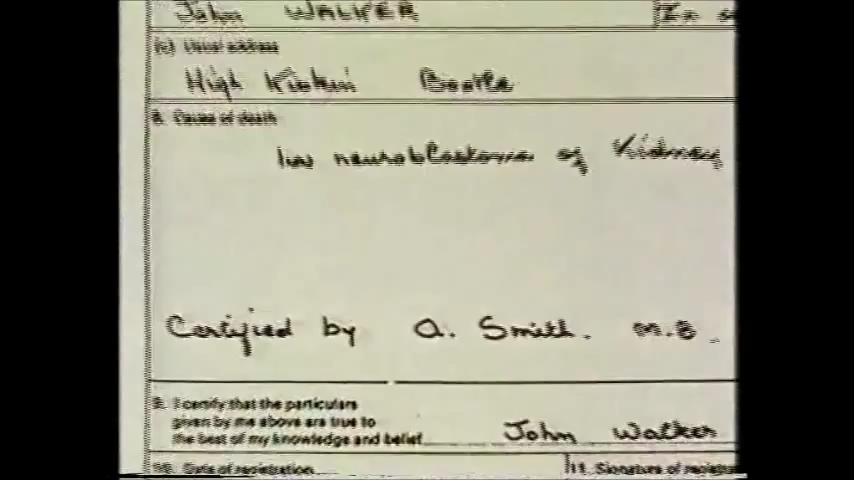 John WALKER
(c) Usual address
High Kiskin Bootle
8. Cause of death
neuroblastoma of Kidney
Certified by A. Smith. M.B.
9. I certify that the particulars
given by me above are true to
the best of my knowledge and belief
John Walker
10. Date of registration
11. Signature of registrar